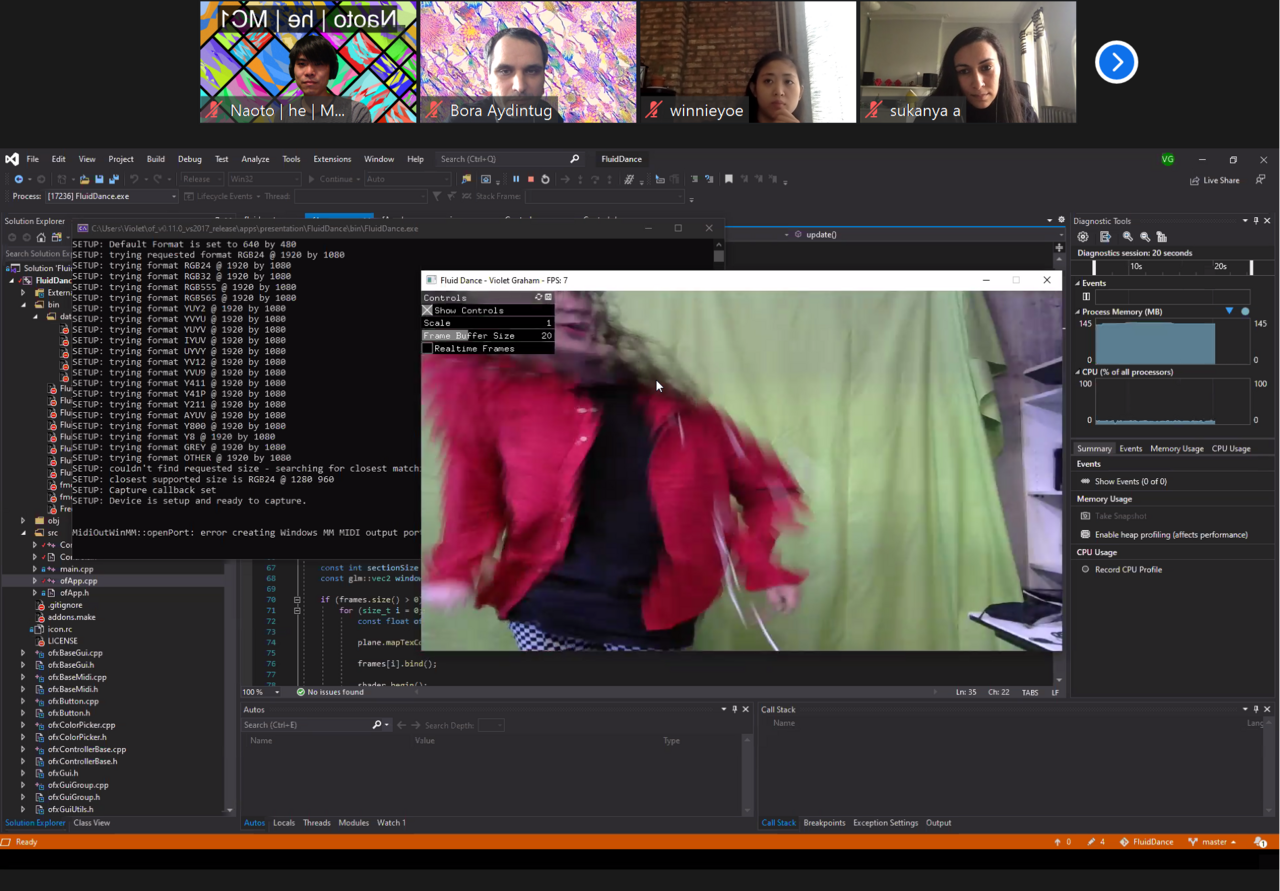 Naoto | he | MC1
Naoto | he | M...
Bora Aydintug
winnieyoe
sukanya a
File Edit View Project Build Debug Test Analyze Tools Extensions Window Help Search (Ctrl+Q) FluidDance VG
Release Win32 Continue Auto Live Share
Process: [17236] FluidDance.exe Lifecycle Events Thread: Stack Frame:
Solution Explorer
Search Solution Ex
Solution 'Flui
FluidDanc
Extern
bin
dat
obj
src
main.cpp
ofApp.cpp
ofApp.h
.gitignore
addons.make
icon.rc
LICENSE
ofxBaseGui.cpp
ofxBaseGui.h
ofxBaseMidi.cpp
ofxBaseMidi.h
ofxButton.cpp
ofxButton.h
ofxColorPicker.cpp
ofxColorPicker.h
ofxControllerBase.cpp
ofxControllerBase.h
ofxGui.h
ofxGuiGroup.cpp
ofxGuiGroup.h
ofxGuiUtils.h
Solution Explorer Class View
C:\Users\Violet\of_v0.11.0_vs2017_release\apps\presentation\FluidDance\bin\FluidDance.exe
SETUP: Default Format is set to 640 by 480
SETUP: trying requested format RGB24 @ 1920 by 1080
SETUP: trying format RGB24 @ 1920 by 1080
SETUP: trying format RGB32 @ 1920 by 1080
SETUP: trying format RGB555 @ 1920 by 1080
SETUP: trying format RGB565 @ 1920 by 1080
SETUP: trying format YUY2 @ 1920 by 1080
SETUP: trying format YVYU @ 1920 by 1080
SETUP: trying format YUYV @ 1920 by 1080
SETUP: trying format IYUV @ 1920 by 1080
SETUP: trying format UYVY @ 1920 by 1080
SETUP: trying format YV12 @ 1920 by 1080
SETUP: trying format YVU9 @ 1920 by 1080
SETUP: trying format Y411 @ 1920 by 1080
SETUP: trying format Y41P @ 1920 by 1080
SETUP: trying format Y211 @ 1920 by 1080
SETUP: trying format AYUV @ 1920 by 1080
SETUP: trying format Y800 @ 1920 by 1080
SETUP: trying format Y8 @ 1920 by 1080
SETUP: trying format GREY @ 1920 by 1080
SETUP: trying format OTHER @ 1920 by 1080
SETUP: couldn't find requested size - searching for closest matchi
SETUP: closest supported size is RGB24 @ 1280 960
SETUP: Capture callback set
SETUP: Device is setup and ready to capture.
MidiOutWinMM::openPort: error creating Windows MM MIDI output por
update()
Fluid Dance - Violet Graham - FPS: 7
Controls
Show Controls
Scale 1
Frame Buffer Size 20
Realtime Frames
67 const int sectionSize
68 const glm::vec2 window
69
70 if (frames.size() > 0
71 for (size_t i = 0;
72 const float of
73
74 plane.mapTexCo
75
76 frames[i].bind();
77
78 shader.begin();
100 % No issues found Ln: 35 Ch: 22 TABS LF
Autos
Search (Ctrl+E) Search Depth:
Name Value Type
Autos Locals Threads Modules Watch 1
Call Stack
Name Lang
Call Stack Breakpoints Exception Settings Output
Diagnostic Tools
Diagnostics session: 20 seconds
10s 20s
Events
Process Memory (MB)
145 145
0 0
CPU (% of all processors)
100 100
0 0
Summary Events Memory Usage CPU Usage
Events
Show Events (0 of 0)
Memory Usage
Take Snapshot
Enable heap profiling (affects performance)
CPU Usage
Record CPU Profile
Ready 0 4 FluidDance master 1